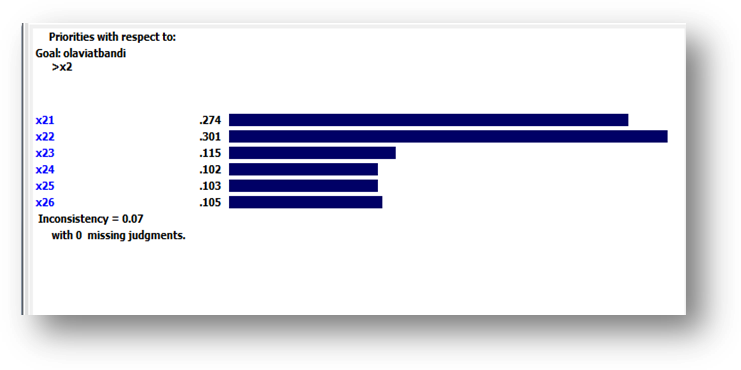 Priorities with respect to:
Goal: olaviatbandi
>x2
x21 .274
x22 .301
x23 .115
x24 .102
x25 .103
x26 .105
Inconsistency = 0.07
with 0 missing judgments.